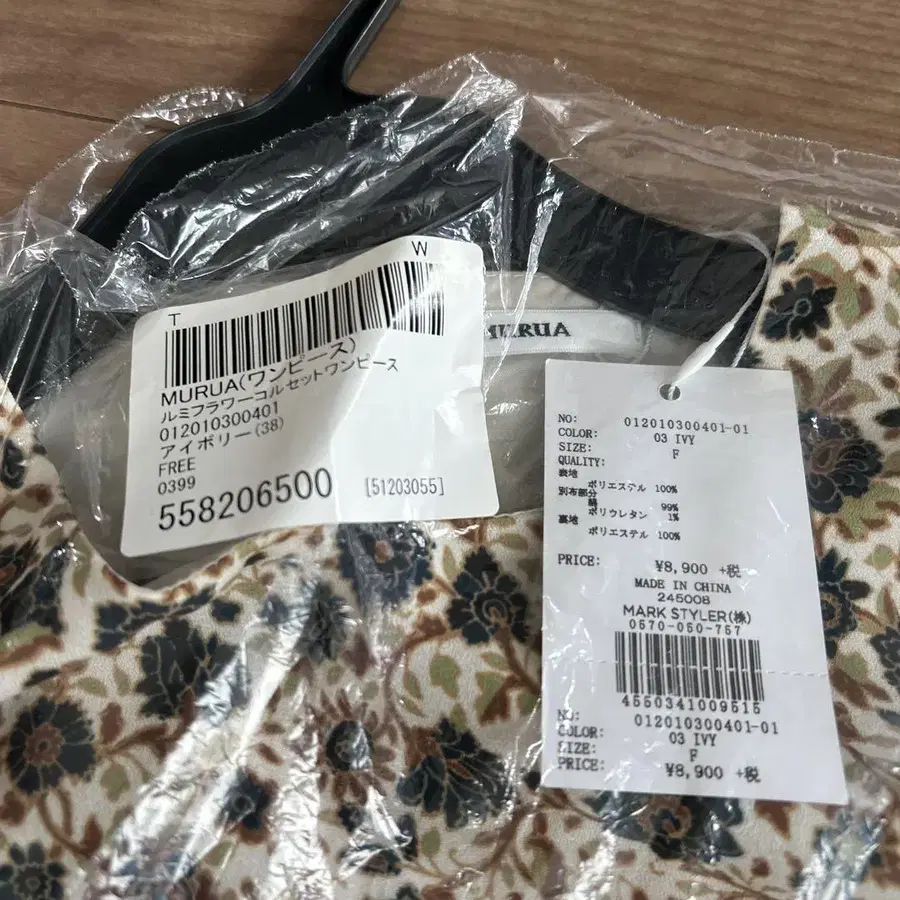 T
W
MURUA(ワンピース)
ルミフラワーコルセットワンピース
012010300401
アイボリー(38)
FREE
0399
558206500 [51203055]
MURUA
NO: 012010300401-01
COLOR: 03 IVY
SIZE: F
QUALITY:
表地
ポリエステル 100%
別布部分
綿 99%
ポリウレタン 1%
裏地
ポリエステル 100%
PRICE: ¥8,900 +税
MADE IN CHINA
245008
MARK STYLER(株)
0570-050-757
4550341009515
NO: 012010300401-01
COLOR: 03 IVY
SIZE: F
PRICE: ¥8,900 +税